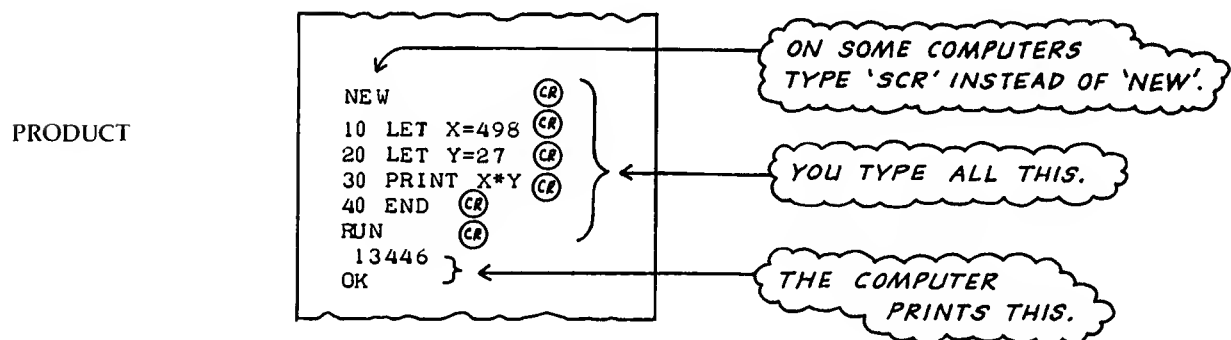 ON SOME COMPUTERS
TYPE 'SCR' INSTEAD OF 'NEW'.
PRODUCT
NEW CR
10 LET X=498 CR
20 LET Y=27 CR
30 PRINT X*Y CR
40 END CR
RUN CR
13446
OK
YOU TYPE ALL THIS.
THE COMPUTER
PRINTS THIS.